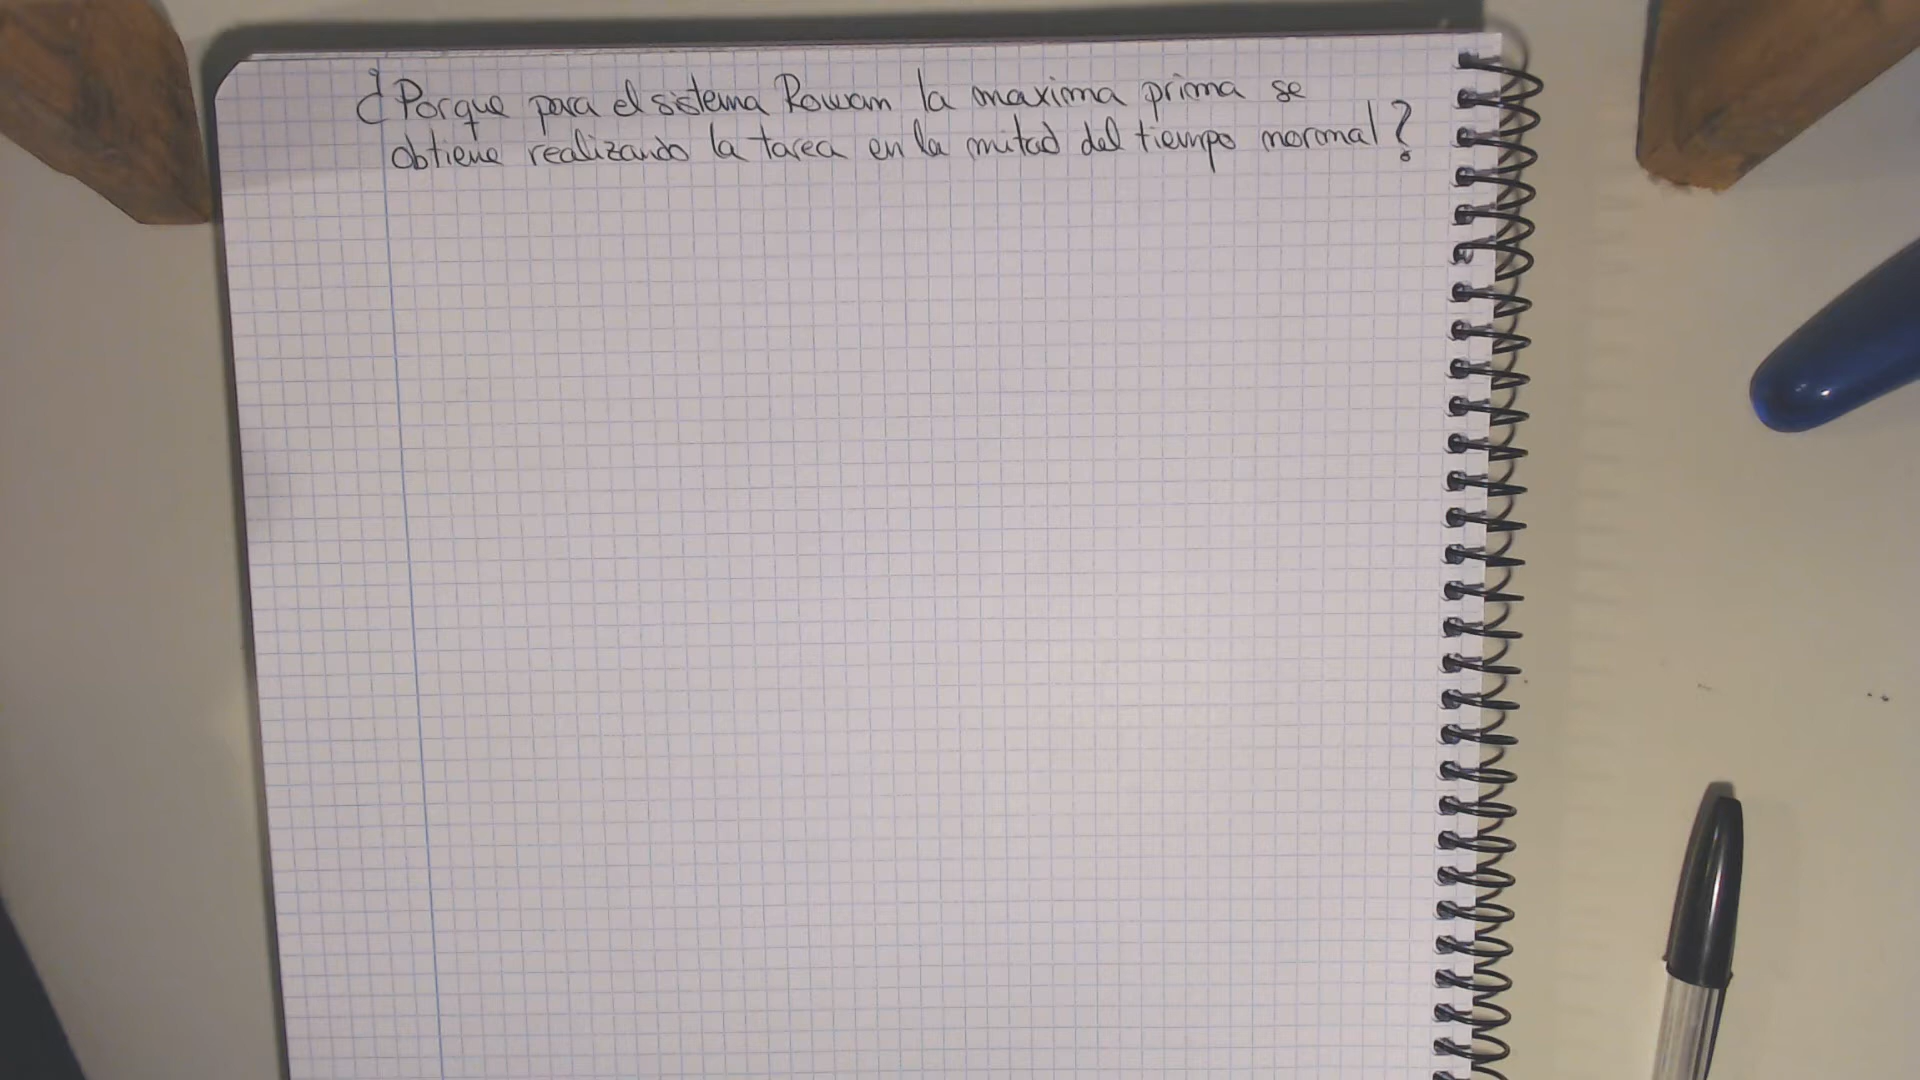 ¿Porque para el sistema Rowan la maxima prima se
obtiene realizando la tarea en la mitad del tiempo normal?